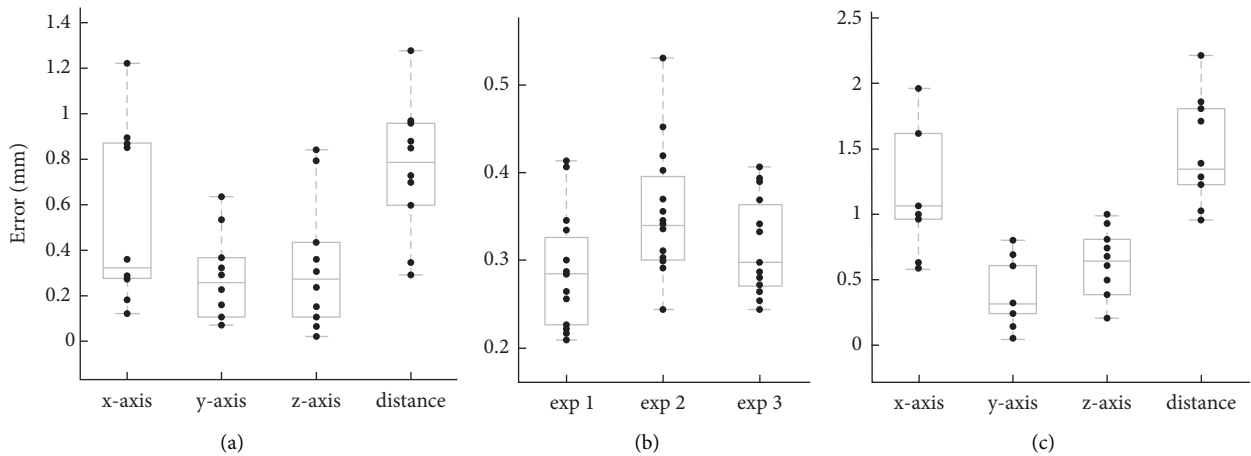 Error (mm)
1.4
1.2
1
0.8
0.6
0.4
0.2
0
x-axis y-axis z-axis distance
(a)
0.5
0.4
0.3
0.2
exp 1 exp 2 exp 3
(b)
2.5
2
1.5
1
0.5
0
x-axis y-axis z-axis distance
(c)